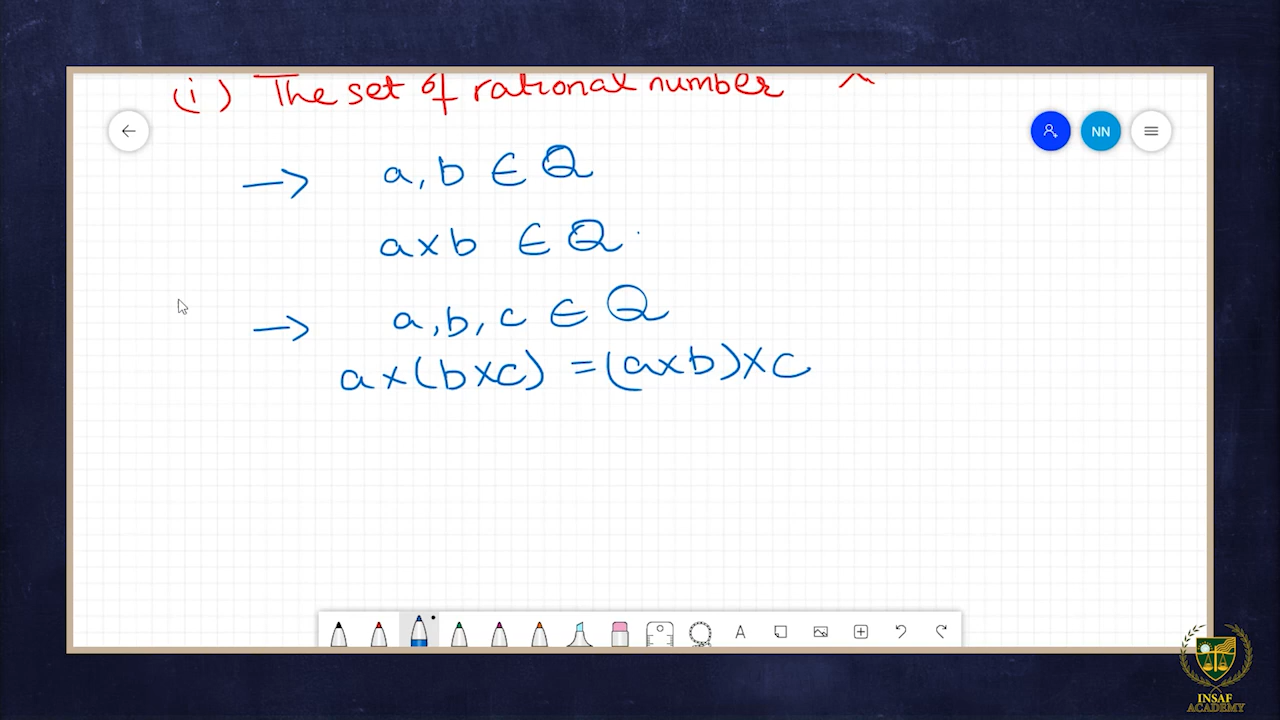 (i) The set of rational number ×
→ a, b ∈ Q
a×b ∈ Q.
→ a, b, c ∈ Q
a×(b×c) = (a×b)×c
NN
A
INSAF
ACADEMY